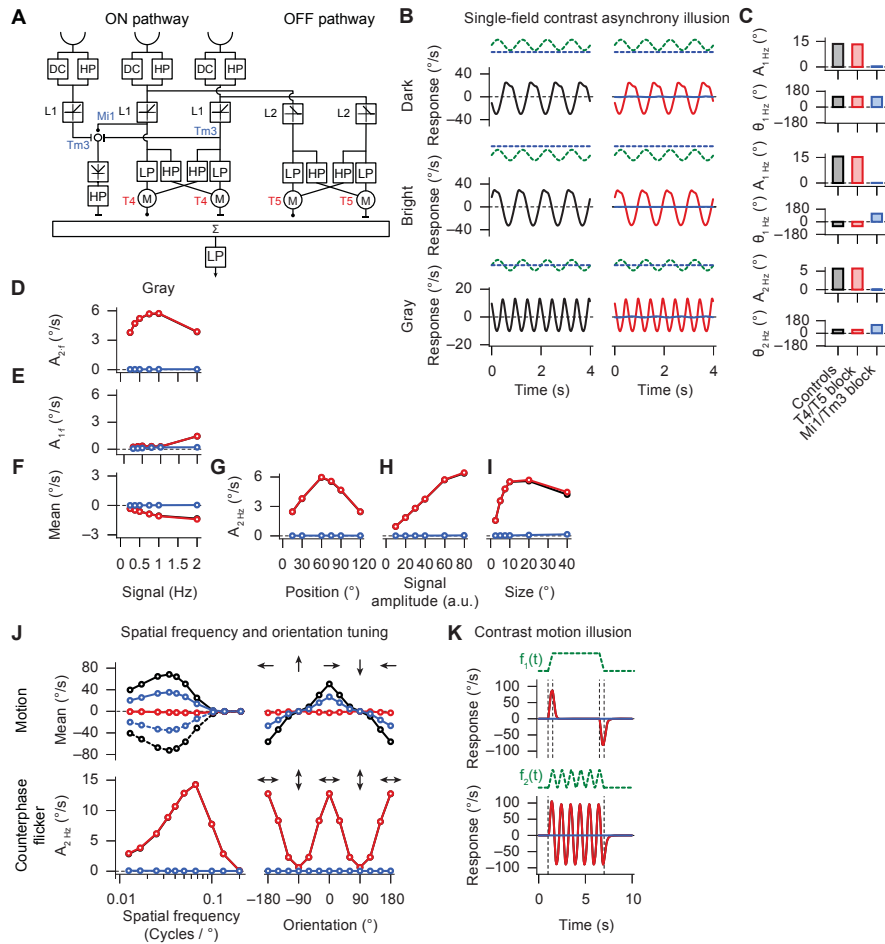 A
ON pathway
OFF pathway
DC HP DC HP DC HP
L1 Mi1 L1 L1 L2 L2
Tm3 Tm3
HP LP HP HP LP LP HP HP LP
T4 M T4 M T5 M T5 M
Σ
LP
B Single-field contrast asynchrony illusion
Dark
Response (°/s)
40
0
−40
Bright
Response (°/s)
40
0
−40
Gray
Response (°/s)
20
0
−20
0 2 4 0 2 4
Time (s) Time (s)
C
A1 Hz (°)
15
0
θ1 Hz (°)
180
−180
A1 Hz (°)
15
0
θ1 Hz (°)
180
−180
A2 Hz (°)
6
0
θ2 Hz (°)
180
−180
Controls
T4/T5 block
Mi1/Tm3 block
D Gray
A2·f (°/s)
6
3
0
E
A1·f (°/s)
6
3
0
F
Mean (°/s)
3
0
−3
0 0.5 1 1.5 2
Signal (Hz)
G
A2 Hz (°/s)
6
3
0
0 30 60 90 120
Position (°)
H
0 20 40 60 80
Signal
amplitude (a.u.)
I
0 10 20 30 40
Size (°)
J Spatial frequency and orientation tuning
Motion
Mean (°/s)
80
40
0
−40
−80
Counterphase
flicker
A2 Hz (°/s)
15
10
5
0
0.01 0.1
Spatial frequency
(Cycles / °)
−180 −90 0 90 180
Orientation (°)
K Contrast motion illusion
f1(t)
Response (°/s)
100
50
0
−50
−100
f2(t)
Response (°/s)
100
50
0
−50
−100
0 5 10
Time (s)